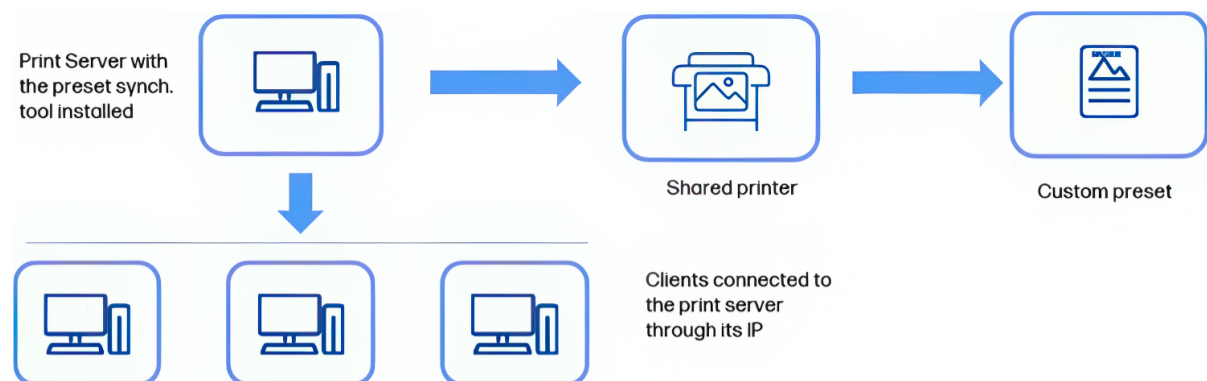 Print Server with
the preset synch.
tool installed
Shared printer
Custom preset
Clients connected to
the print server
through its IP